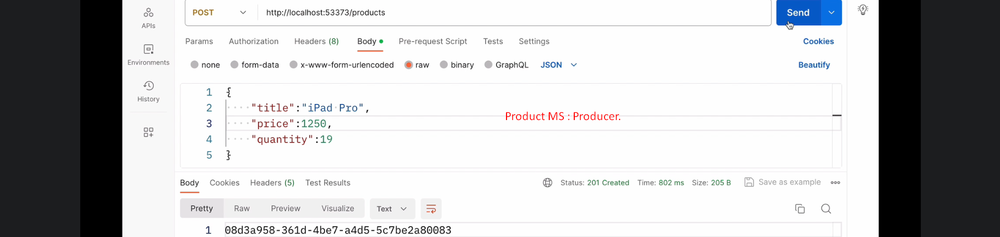 POST http://localhost:53373/products Send
APIs
Params Authorization Headers (8) Body Pre-request Script Tests Settings Cookies
Environments
none form-data x-www-form-urlencoded raw binary GraphQL JSON Beautify
History
1 {
2 "title":"iPad Pro",
Product MS : Producer.
3 "price":1250,
4 "quantity":19
5 }
Body Cookies Headers (5) Test Results Status: 201 Created Time: 802 ms Size: 205 B Save as example
Pretty Raw Preview Visualize Text
1 08d3a958-361d-4be7-a4d5-5c7be2a80083